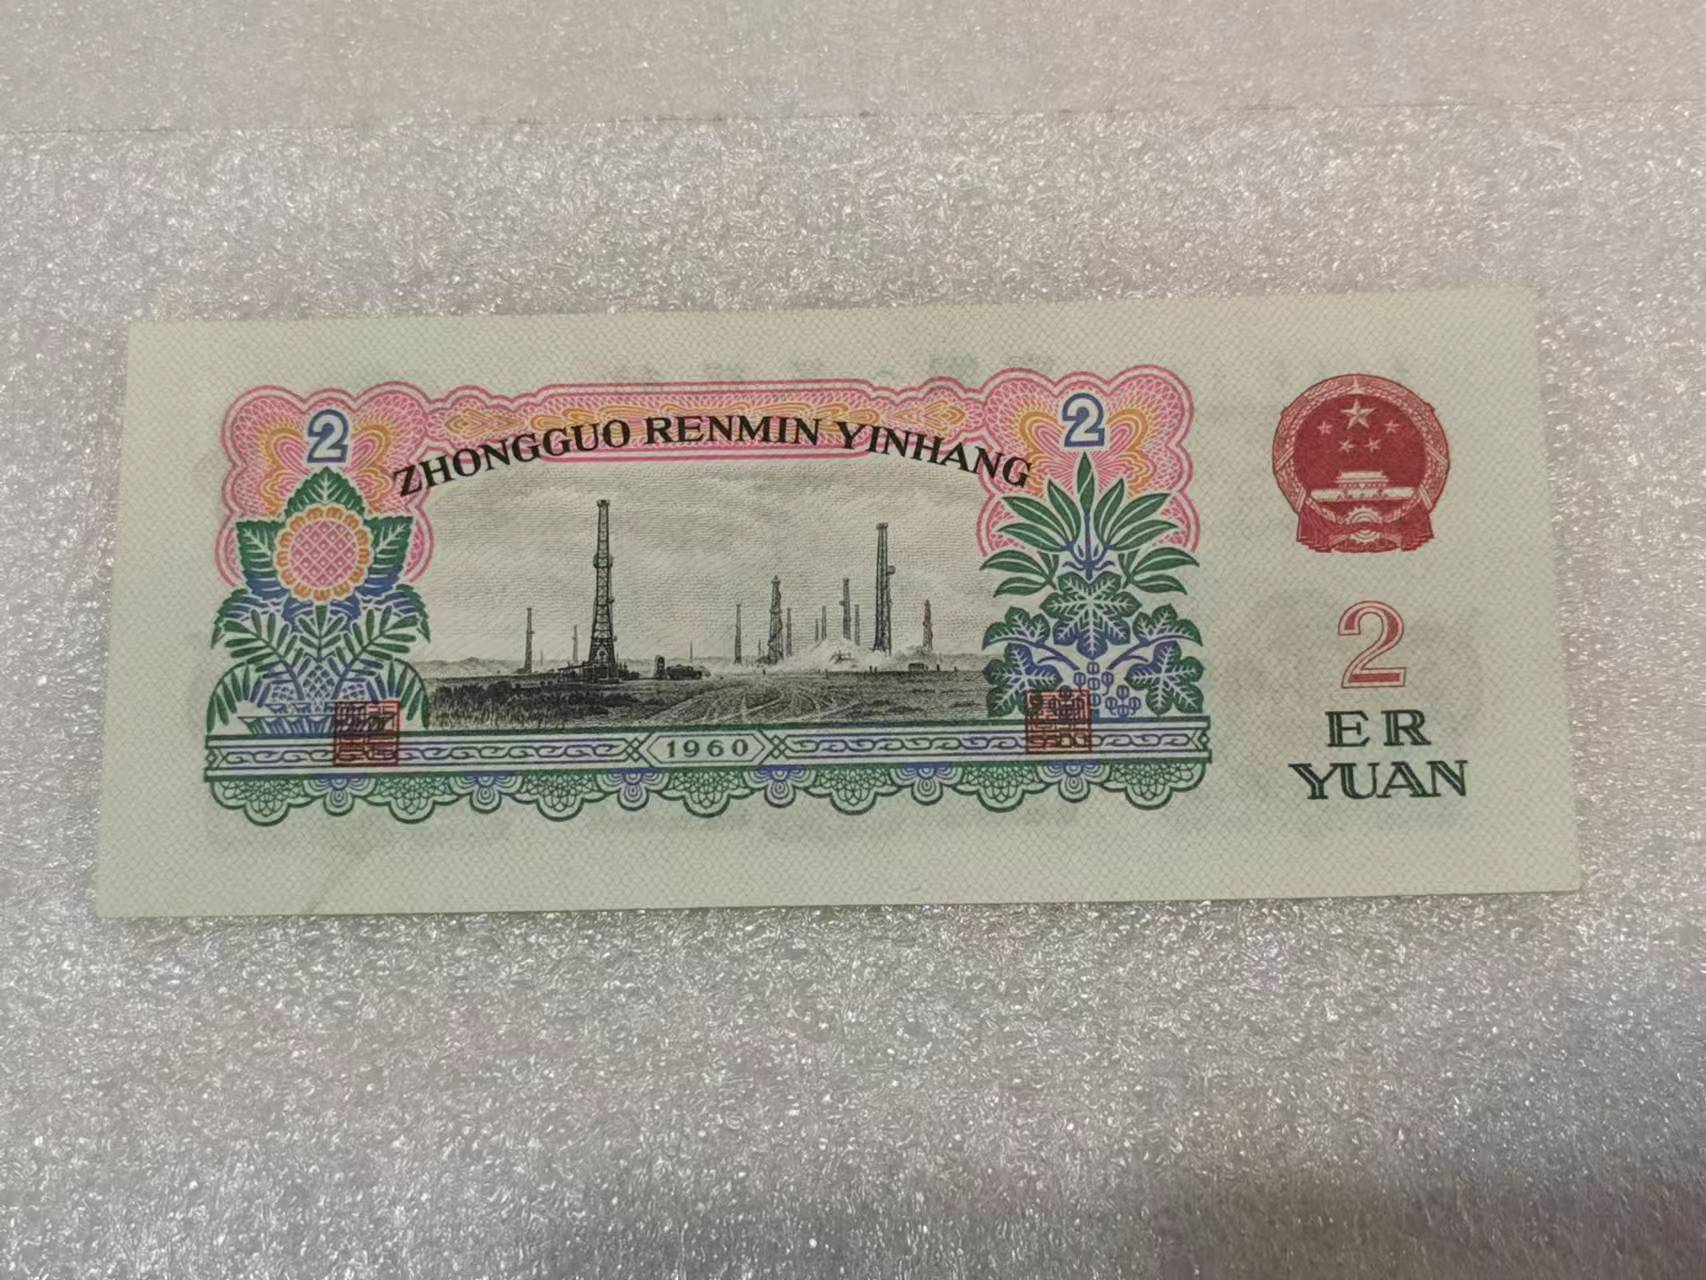 2
2
ZHONGGUO RENMIN YINHANG
1960
2
ER
YUAN